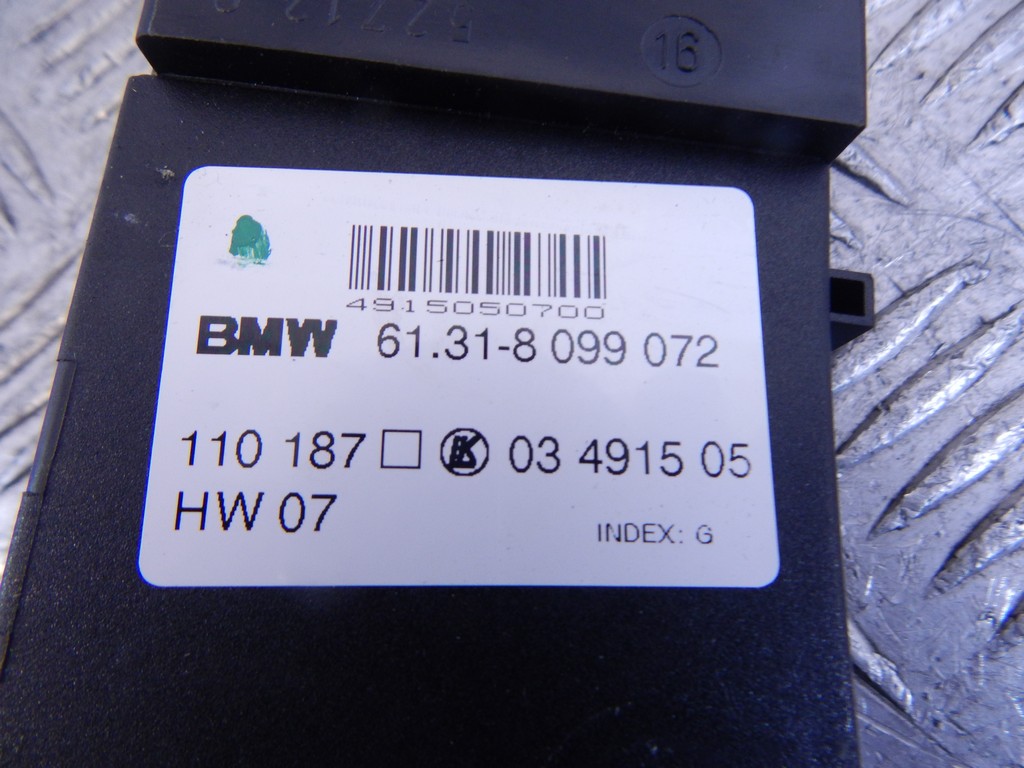 16
4915050700
BMW 61.31-8 099 072
110 187 □ K 03 4915 05
HW 07
INDEX: G